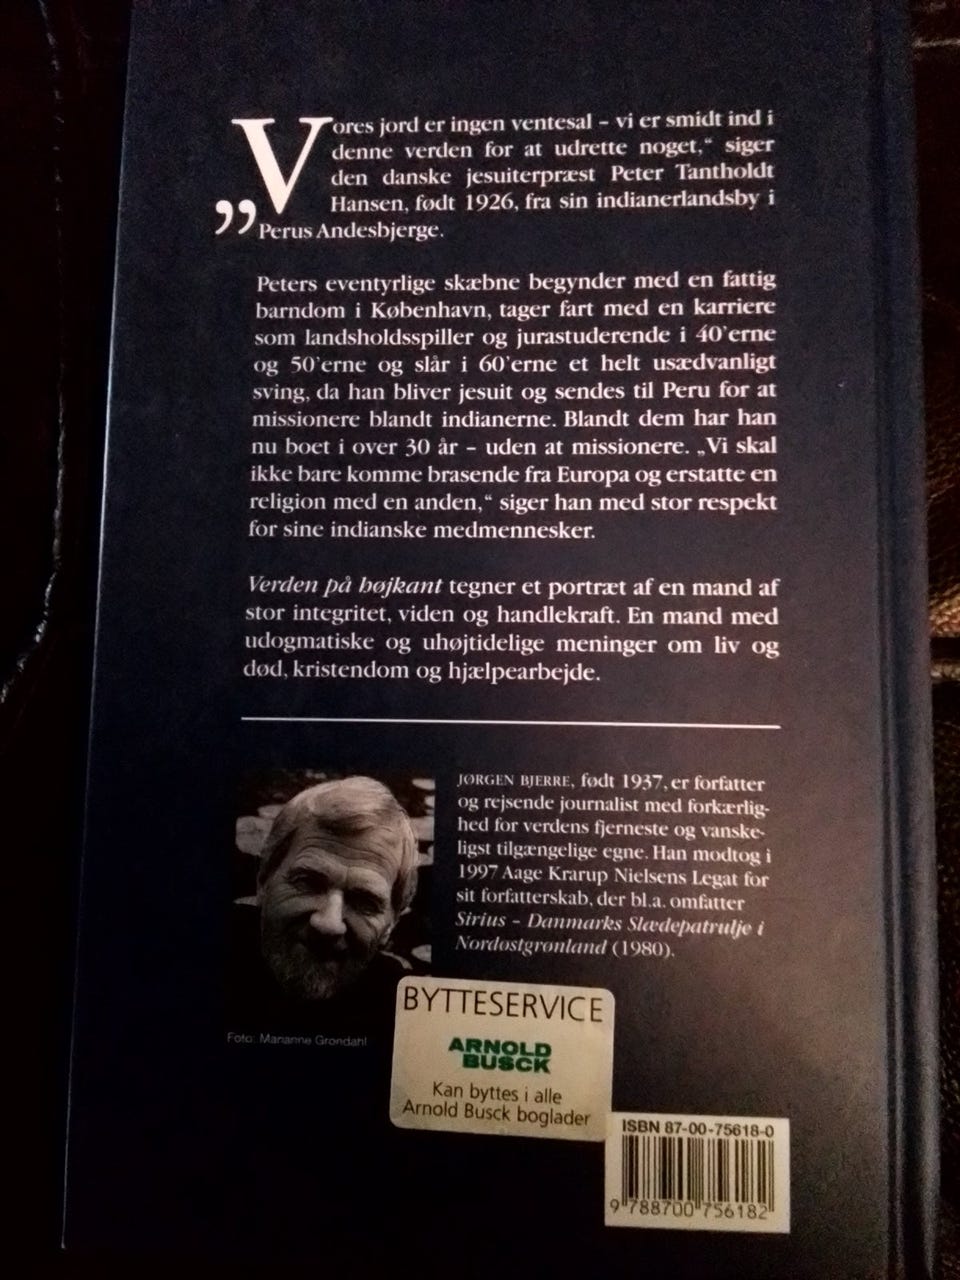 „Vores jord er ingen ventesal – vi er smidt ind i
denne verden for at udrette noget,“ siger
den danske jesuiterpræst Peter Tantholdt
Hansen, født 1926, fra sin indianerlandsby i
Perus Andesbjerge.
Peters eventyrlige skæbne begynder med en fattig
barndom i København, tager fart med en karriere
som landsholdsspiller og jurastuderende i 40'erne
og 50'erne og slår i 60'erne et helt usædvanligt
sving, da han bliver jesuit og sendes til Peru for at
missionere blandt indianerne. Blandt dem har han
nu boet i over 30 år – uden at missionere. „Vi skal
ikke bare komme brasende fra Europa og erstatte en
religion med en anden,“ siger han med stor respekt
for sine indianske medmennesker.
Verden på højkant tegner et portræt af en mand af
stor integritet, viden og handlekraft. En mand med
udogmatiske og uhøjtidelige meninger om liv og
død, kristendom og hjælpearbejde.
JØRGEN BJERRE, født 1937, er forfatter
og rejsende journalist med forkærlig-
hed for verdens fjerneste og vanske-
ligst tilgængelige egne. Han modtog i
1997 Aage Krarup Nielsens Legat for
sit forfatterskab, der bl.a. omfatter
Sirius – Danmarks Slædepatrulje i
Nordøstgrønland (1980).
Foto: Marianne Grøndahl
BYTTESERVICE
ARNOLD
BUSCK
Kan byttes i alle
Arnold Busck boglader
ISBN 87-00-75618-0
9 788700 756182